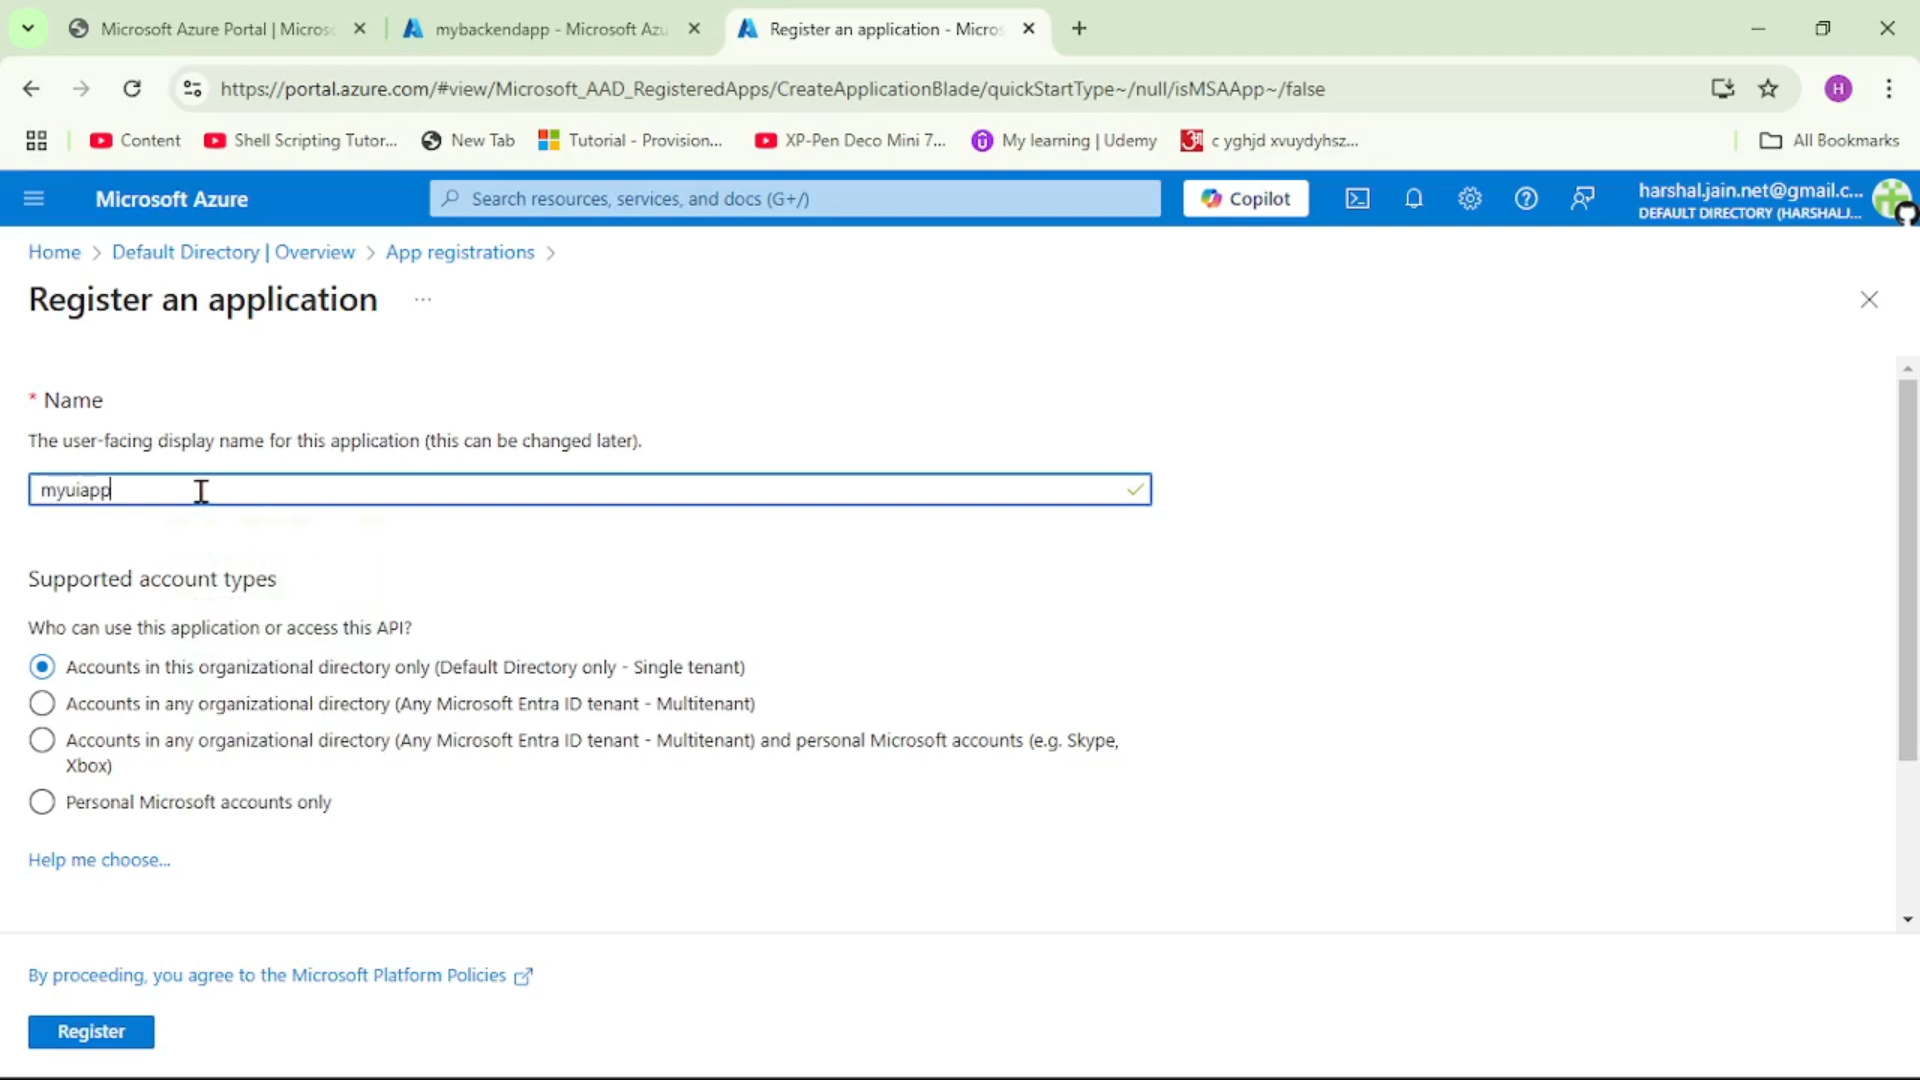 Microsoft Azure Portal | Micros
mybackendapp - Microsoft Azu
Register an application - Micros
https://portal.azure.com/#view/Microsoft_AAD_RegisteredApps/CreateApplicationBlade/quickStartType~/null/isMSAApp~/false
H
Content
Shell Scripting Tutor...
New Tab
Tutorial - Provision...
XP-Pen Deco Mini 7...
My learning | Udemy
c yghjd xvuydyhsz...
All Bookmarks
Microsoft Azure
Search resources, services, and docs (G+/)
Copilot
harshal.jain.net@gmail.c...
DEFAULT DIRECTORY (HARSHALJ...
Home > Default Directory | Overview > App registrations >
Register an application ...
* Name
The user-facing display name for this application (this can be changed later).
myuiapp
Supported account types
Who can use this application or access this API?
Accounts in this organizational directory only (Default Directory only - Single tenant)
Accounts in any organizational directory (Any Microsoft Entra ID tenant - Multitenant)
Accounts in any organizational directory (Any Microsoft Entra ID tenant - Multitenant) and personal Microsoft accounts (e.g. Skype,
Xbox)
Personal Microsoft accounts only
Help me choose...
By proceeding, you agree to the Microsoft Platform Policies
Register